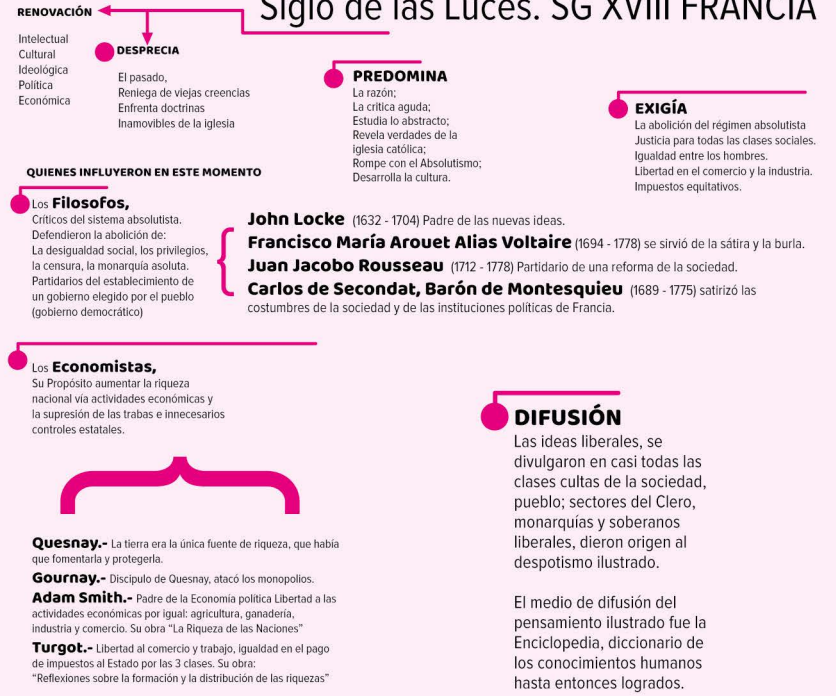 Siglo de las Luces. SG XVIII FRANCIA
RENOVACIÓN
Intelectual
Cultural
Ideológica
Política
Económica
DESPRECIA
El pasado,
Reniega de viejas creencias
Enfrenta doctrinas
Inamovibles de la iglesia
PREDOMINA
La razón;
La critica aguda;
Estudia lo abstracto;
Revela verdades de la
iglesia católica;
Rompe con el Absolutismo;
Desarrolla la cultura.
EXIGÍA
La abolición del régimen absolutista
Justicia para todas las clases sociales.
Igualdad entre los hombres.
Libertad en el comercio y la industria.
Impuestos equitativos.
QUIENES INFLUYERON EN ESTE MOMENTO
Los Filosofos,
Críticos del sistema absolutista.
Defendieron la abolición de:
La desigualdad social, los privilegios,
la censura, la monarquía asoluta.
Partidarios del establecimiento de
un gobierno elegido por el pueblo
(gobierno democrático)
John Locke (1632 - 1704) Padre de las nuevas ideas.
Francisco María Arouet Alias Voltaire (1694 - 1778) se sirvió de la sátira y la burla.
Juan Jacobo Rousseau (1712 - 1778) Partidario de una reforma de la sociedad.
Carlos de Secondat, Barón de Montesquieu (1689 - 1775) satirizó las
costumbres de la sociedad y de las instituciones políticas de Francia.
Los Economistas,
Su Propósito aumentar la riqueza
nacional vía actividades económicas y
la supresión de las trabas e innecesarios
controles estatales.
Quesnay.- La tierra era la única fuente de riqueza, que había
que fomentarla y protegerla.
Gournay.- Discipulo de Quesnay, atacó los monopolios.
Adam Smith.- Padre de la Economía política Libertad a las
actividades económicas por igual: agricultura, ganadería,
industria y comercio. Su obra “La Riqueza de las Naciones”
Turgot.- Libertad al comercio y trabajo, igualdad en el pago
de impuestos al Estado por las 3 clases. Su obra:
“Reflexiones sobre la formación y la distribución de las riquezas”
DIFUSIÓN
Las ideas liberales, se
divulgaron en casi todas las
clases cultas de la sociedad,
pueblo; sectores del Clero,
monarquías y soberanos
liberales, dieron origen al
despotismo ilustrado.
El medio de difusión del
pensamiento ilustrado fue la
Enciclopedia, diccionario de
los conocimientos humanos
hasta entonces logrados.